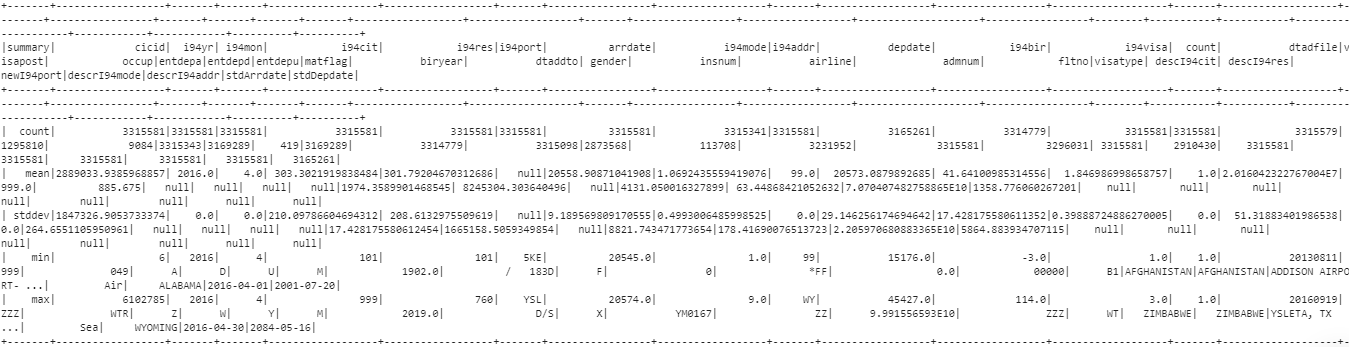 +-------+------------------+-------+-------+------------------+------------------+-------+------------------+------------------+-------+------------------+------------------+------------------+-------+--------------------+-
------+------------------+-------+-------+-------+-------+------------------+------------------+-------+------------------+------------------+--------------------+------------------+--------+-----------+-----------+-
-----------+------------+------------+----------+----------+
|summary| cicid| i94yr| i94mon| i94cit| i94res|i94port| arrdate| i94mode|i94addr| depdate| i94bir| i94visa| count| dtadfile|v
isapost| occup|entdepa|entdepd|entdepu|matflag| biryear| dtaddto| gender| insnum| airline| admnum| fltno|visatype| descI94cit| descI94res|
newI94port|descrI94mode|descrI94addr|stdArrdate|stdDepdate|
+-------+------------------+-------+-------+------------------+------------------+-------+------------------+------------------+-------+------------------+------------------+------------------+-------+--------------------+-
------+------------------+-------+-------+-------+-------+------------------+------------------+-------+------------------+------------------+--------------------+------------------+--------+-----------+-----------+-
-----------+------------+------------+----------+----------+
| count| 3315581|3315581|3315581| 3315581| 3315581|3315581| 3315581| 3315341|3315581| 3165261| 3314779| 3315581|3315581| 3315579|
1295810| 9084|3315343|3169289| 419|3169289| 3314779| 3315098|2873568| 113708| 3231952| 3315581| 3296031| 3315581| 2910430| 3315581|
3315581| 3315581| 3315581| 3315581| 3165261|
| mean|2889033.9385968857| 2016.0| 4.0| 303.3021919838484|301.79204670312686| null|20558.90871041908|1.0692435559419076| 99.0| 20573.0879892685| 41.64100985314556| 1.846986998658757| 1.0|2.016042322767004E7|
999.0| 885.675| null| null| null| null|1974.3589901468545| 8245304.303640496| null|4131.050016327899| 63.44868421052632|7.070407482758865E10|1358.776060267201| null| null| null|
null| null| null| null| null|
| stddev|1847326.9053733374| 0.0| 0.0|210.09786604694312| 208.6132975509619| null|9.189569809170555|0.4993006485998525| 0.0|29.146256174694642|17.428175580611352|0.39888724886270005| 0.0| 51.31883401986538|
0.0|264.6551105950961| null| null| null| null|17.428175580612454|1665158.5059349854| null|8821.743471773654|178.41690076513723|2.205970680883365E10|5864.883934707115| null| null| null|
null| null| null| null| null|
| min| 6| 2016| 4| 101| 101| 5KE| 20545.0| 1.0| 99| 15176.0| -3.0| 1.0| 1.0| 20130811|
999| 049| A| D| U| M| 1902.0| / 183D| F| 0| *FF| 0.0| 00000| B1|AFGHANISTAN|AFGHANISTAN|ADDISON AIRPO
RT- ...| Air| ALABAMA|2016-04-01|2001-07-20|
| max| 6102785| 2016| 4| 999| 760| YSL| 20574.0| 9.0| WY| 45427.0| 114.0| 3.0| 1.0| 20160919|
ZZZ| WTR| Z| W| Y| M| 2019.0| D/S| X| YM0167| ZZ| 9.991556593E10| ZZZ| WT| ZIMBABWE| ZIMBABWE|YSLETA, TX
...| Sea| WYOMING|2016-04-30|2084-05-16|
+-------+------------------+-------+-------+------------------+------------------+-------+------------------+------------------+-------+------------------+------------------+------------------+-------+--------------------+-